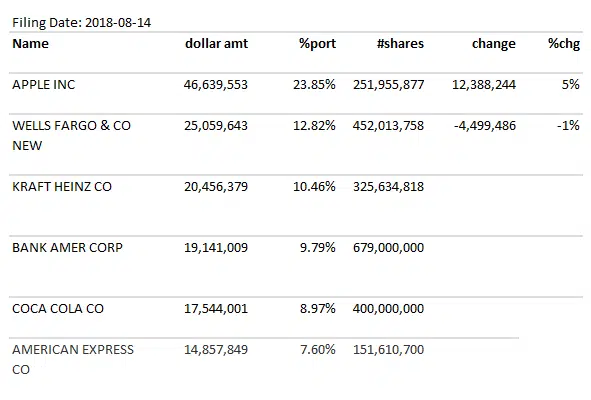 Filing Date: 2018-08-14
Name dollar amt %port #shares change %chg
APPLE INC 46,639,553 23.85% 251,955,877 12,388,244 5%
WELLS FARGO & CO 25,059,643 12.82% 452,013,758 -4,499,486 -1%
NEW
KRAFT HEINZ CO 20,456,379 10.46% 325,634,818
BANK AMER CORP 19,141,009 9.79% 679,000,000
COCA COLA CO 17,544,001 8.97% 400,000,000
AMERICAN EXPRESS 14,857,849 7.60% 151,610,700
CO